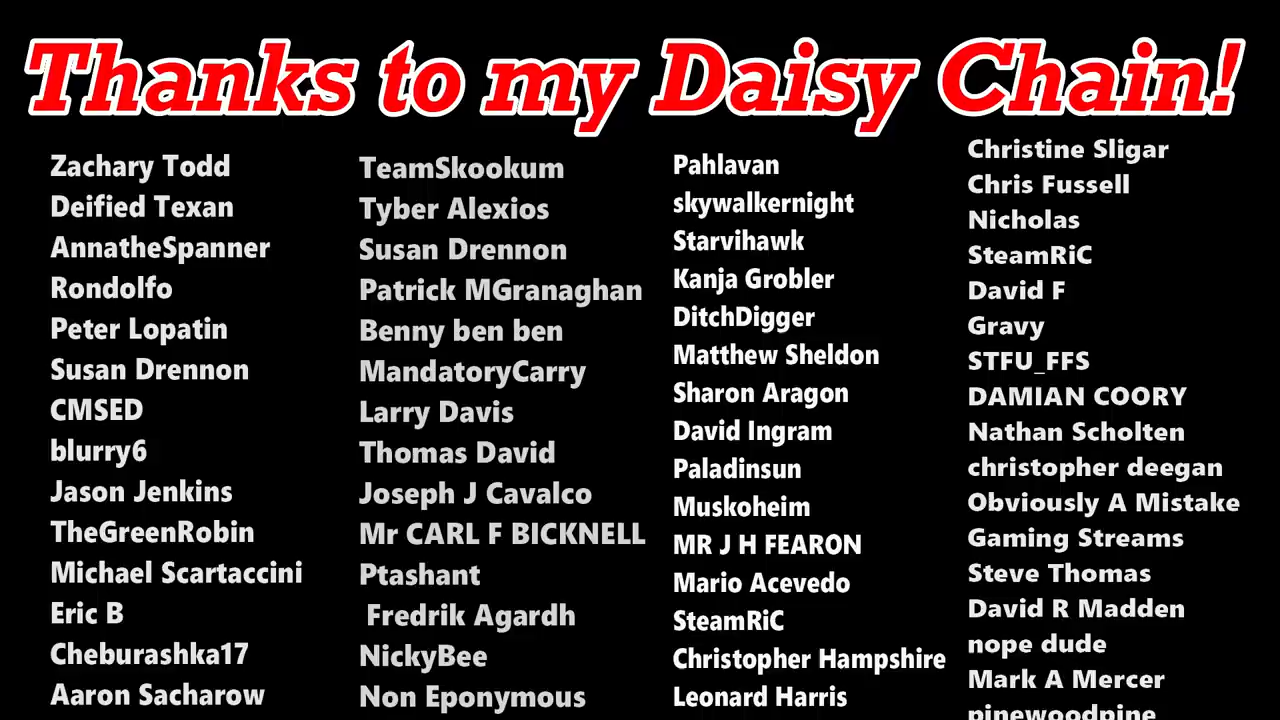 Thanks to my Daisy Chain!
Zachary Todd
Deified Texan
AnnatheSpanner
Rondolfo
Peter Lopatin
Susan Drennon
CMSED
blurry6
Jason Jenkins
TheGreenRobin
Michael Scartaccini
Eric B
Cheburashka17
Aaron Sacharow
TeamSkookum
Tyber Alexios
Susan Drennon
Patrick MGranaghan
Benny ben ben
MandatoryCarry
Larry Davis
Thomas David
Joseph J Cavalco
Mr CARL F BICKNELL
Ptashant
Fredrik Agardh
NickyBee
Non Eponymous
Pahlavan
skywalkernight
Starvihawk
Kanja Grobler
DitchDigger
Matthew Sheldon
Sharon Aragon
David Ingram
Paladinsun
Muskoheim
MR J H FEARON
Mario Acevedo
SteamRiC
Christopher Hampshire
Leonard Harris
Christine Sligar
Chris Fussell
Nicholas
SteamRiC
David F
Gravy
STFU_FFS
DAMIAN COORY
Nathan Scholten
christopher deegan
Obviously A Mistake
Gaming Streams
Steve Thomas
David R Madden
nope dude
Mark A Mercer
pinewoodpine